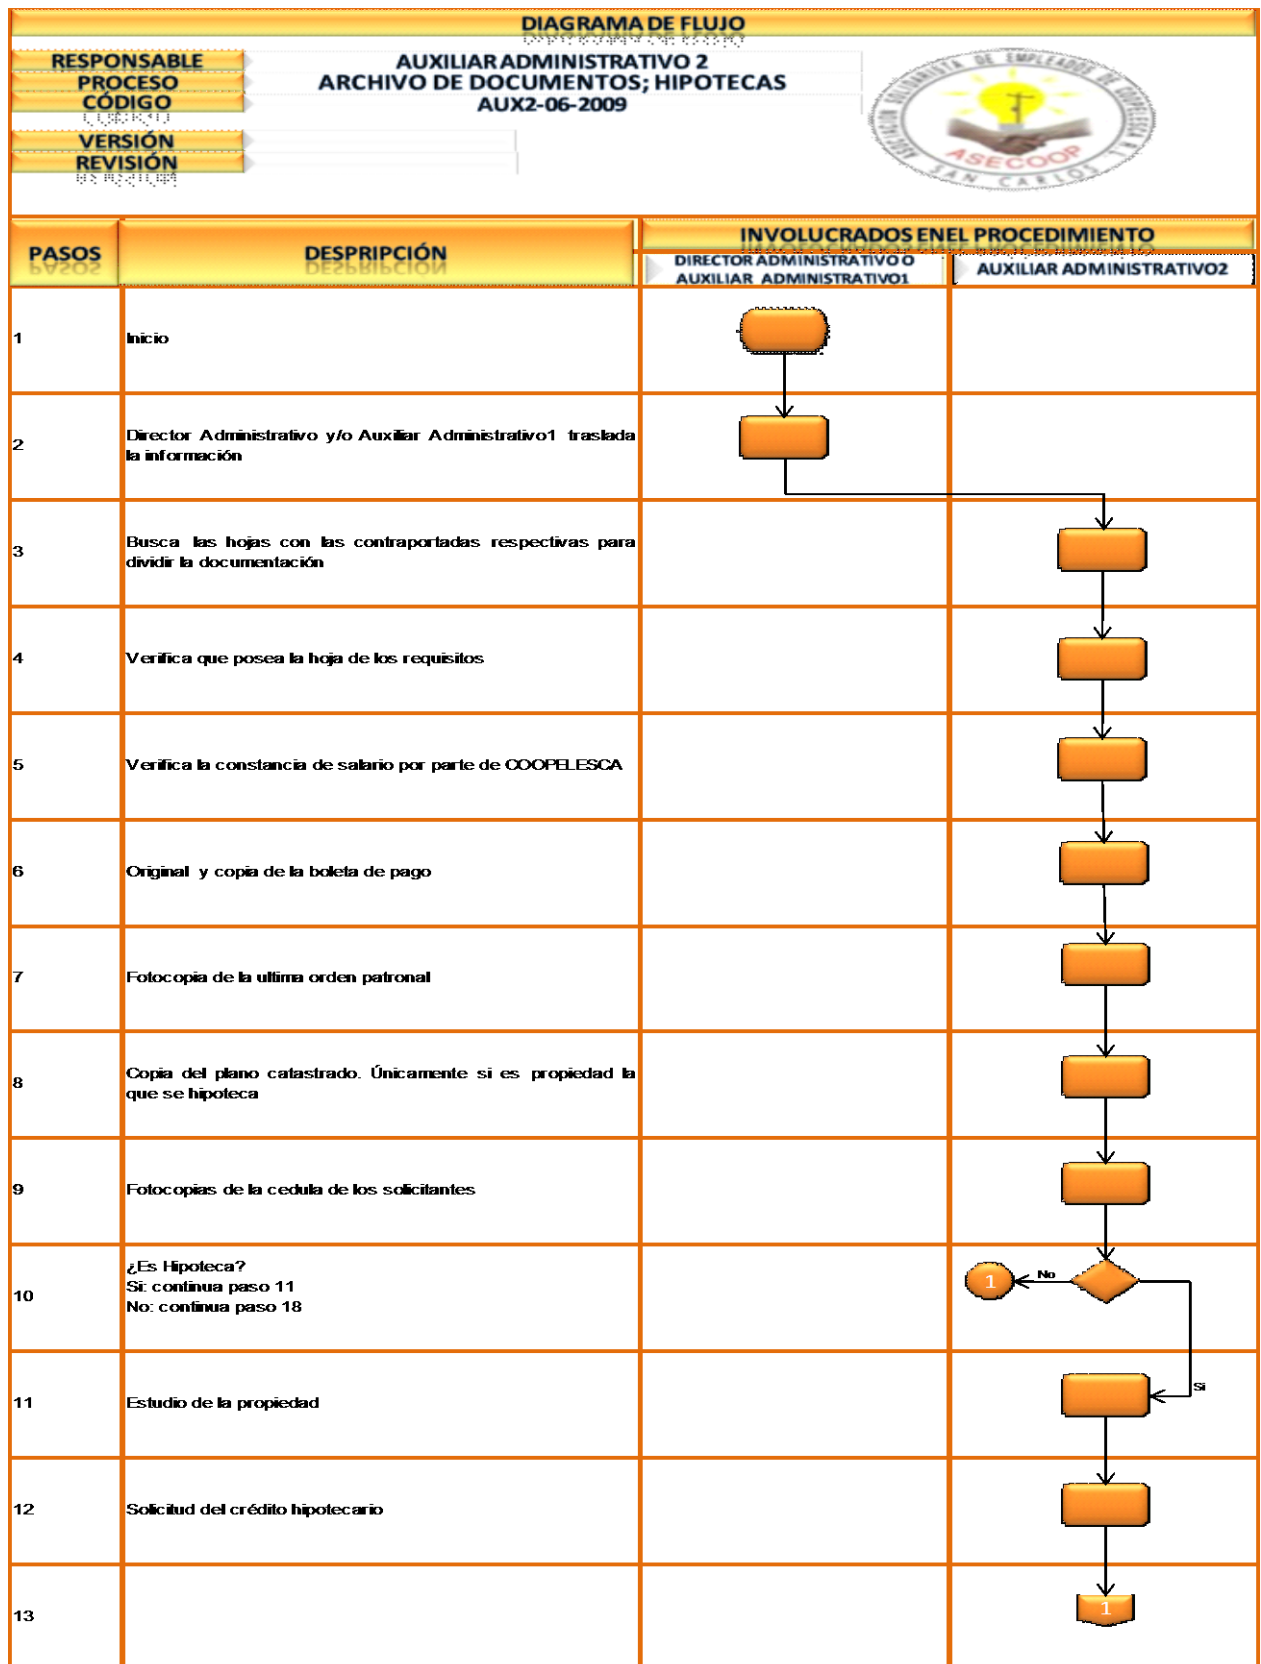 DIAGRAMA DE FLUJO
RESPONSABLE
AUXILIAR ADMINISTRATIVO 2
PROCESO
ARCHIVO DE DOCUMENTOS; HIPOTECAS
CÓDIGO
AUX2-06-2009
VERSIÓN
REVISIÓN
ASOCIACIÓN SOLIDARISTA DE EMPLEADOS DE COOPELESCA R.L.
ASECOOP
SAN CARLOS
PASOS
DESPRIPCIÓN
INVOLUCRADOS ENEL PROCEDIMIENTO
DIRECTOR ADMINISTRATIVO O
AUXILIAR ADMINISTRATIVO1
AUXILIAR ADMINISTRATIVO2
1
Inicio
2
Director Administrativo y/o Auxiliar Administrativo1 traslada
la información
3
Busca las hojas con las contraportadas respectivas para
dividir la documentación
4
Verifica que posea la hoja de los requisitos
5
Verifica la constancia de salario por parte de COOPELESCA
6
Original y copia de la boleta de pago
7
Fotocopia de la ultima orden patronal
8
Copia del plano catastrado. Únicamente si es propiedad la
que se hipoteca
9
Fotocopias de la cedula de los solicitantes
10
¿Es Hipoteca?
Si: continua paso 11
No: continua paso 18
1
No
Si
11
Estudio de la propiedad
12
Solicitud del crédito hipotecario
13
1